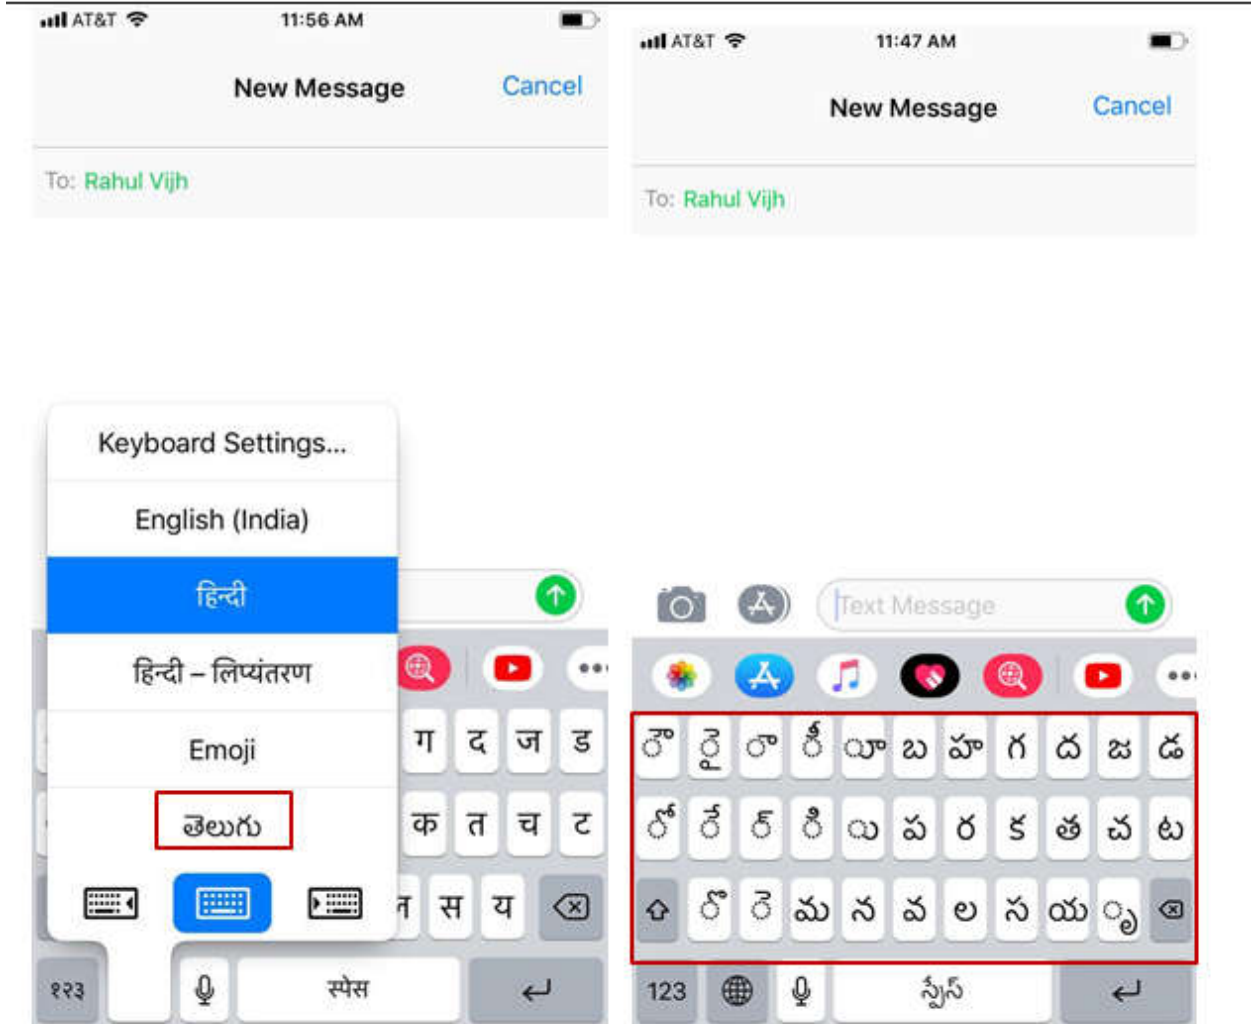 AT&T 11:56 AM
New Message Cancel
To: Rahul Vijh
Keyboard Settings...
English (India)
हिन्दी
हिन्दी – लिप्यंतरण
Emoji
తెలుగు
ग द ज ड
क त च ट
स य
१२३ स्पेस
AT&T 11:47 AM
New Message Cancel
To: Rahul Vijh
Text Message
ౌ ై ా ీ ూ బ హ గ ద జ డ
ో ే ్ ి ు ప ర క త చ ట
ొ ె మ న వ ల స య ృ
123 స్పేస్